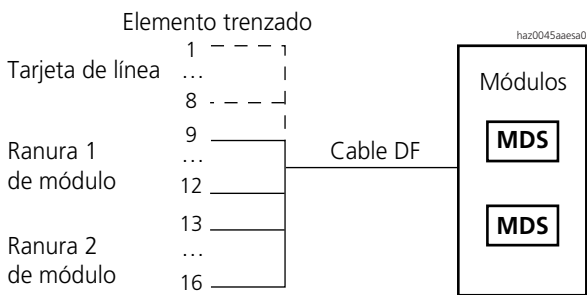 Elemento trenzado
haz0045aaesa0
Tarjeta de línea
1
...
8
Ranura 1
de módulo
9
...
12
Ranura 2
de módulo
13
...
16
Cable DF
Módulos
MDS
MDS